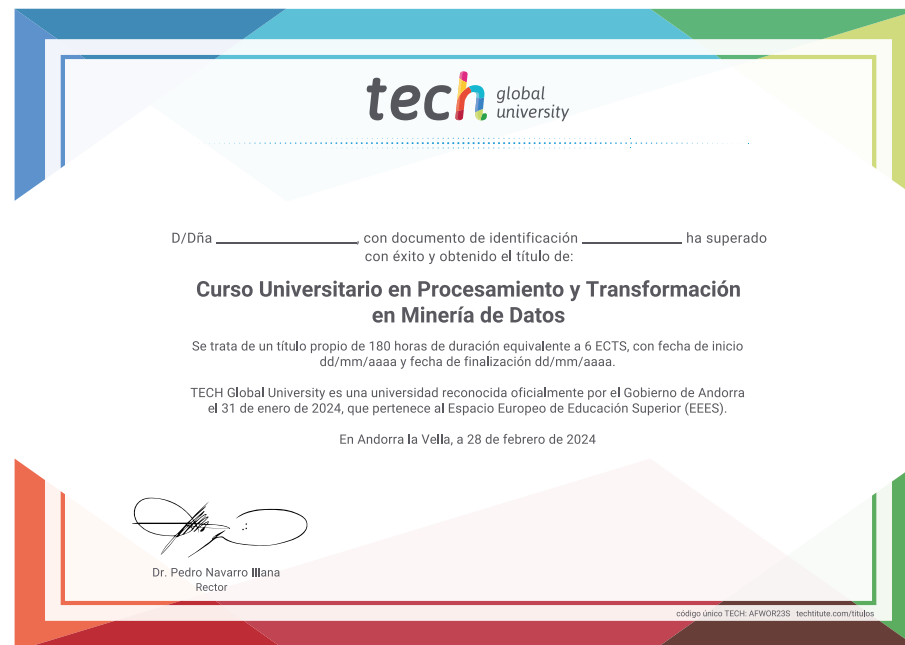 tech global university
D/Dña ____________, con documento de identificación ____________ ha superado
con éxito y obtenido el título de:
Curso Universitario en Procesamiento y Transformación
en Minería de Datos
Se trata de un título propio de 180 horas de duración equivalente a 6 ECTS, con fecha de inicio
dd/mm/aaaa y fecha de finalización dd/mm/aaaa.
TECH Global University es una universidad reconocida oficialmente por el Gobierno de Andorra
el 31 de enero de 2024, que pertenece al Espacio Europeo de Educación Superior (EEES).
En Andorra la Vella, a 28 de febrero de 2024
Dr. Pedro Navarro Illana
Rector
código único TECH: AFWOR23S techtitute.com/titulos